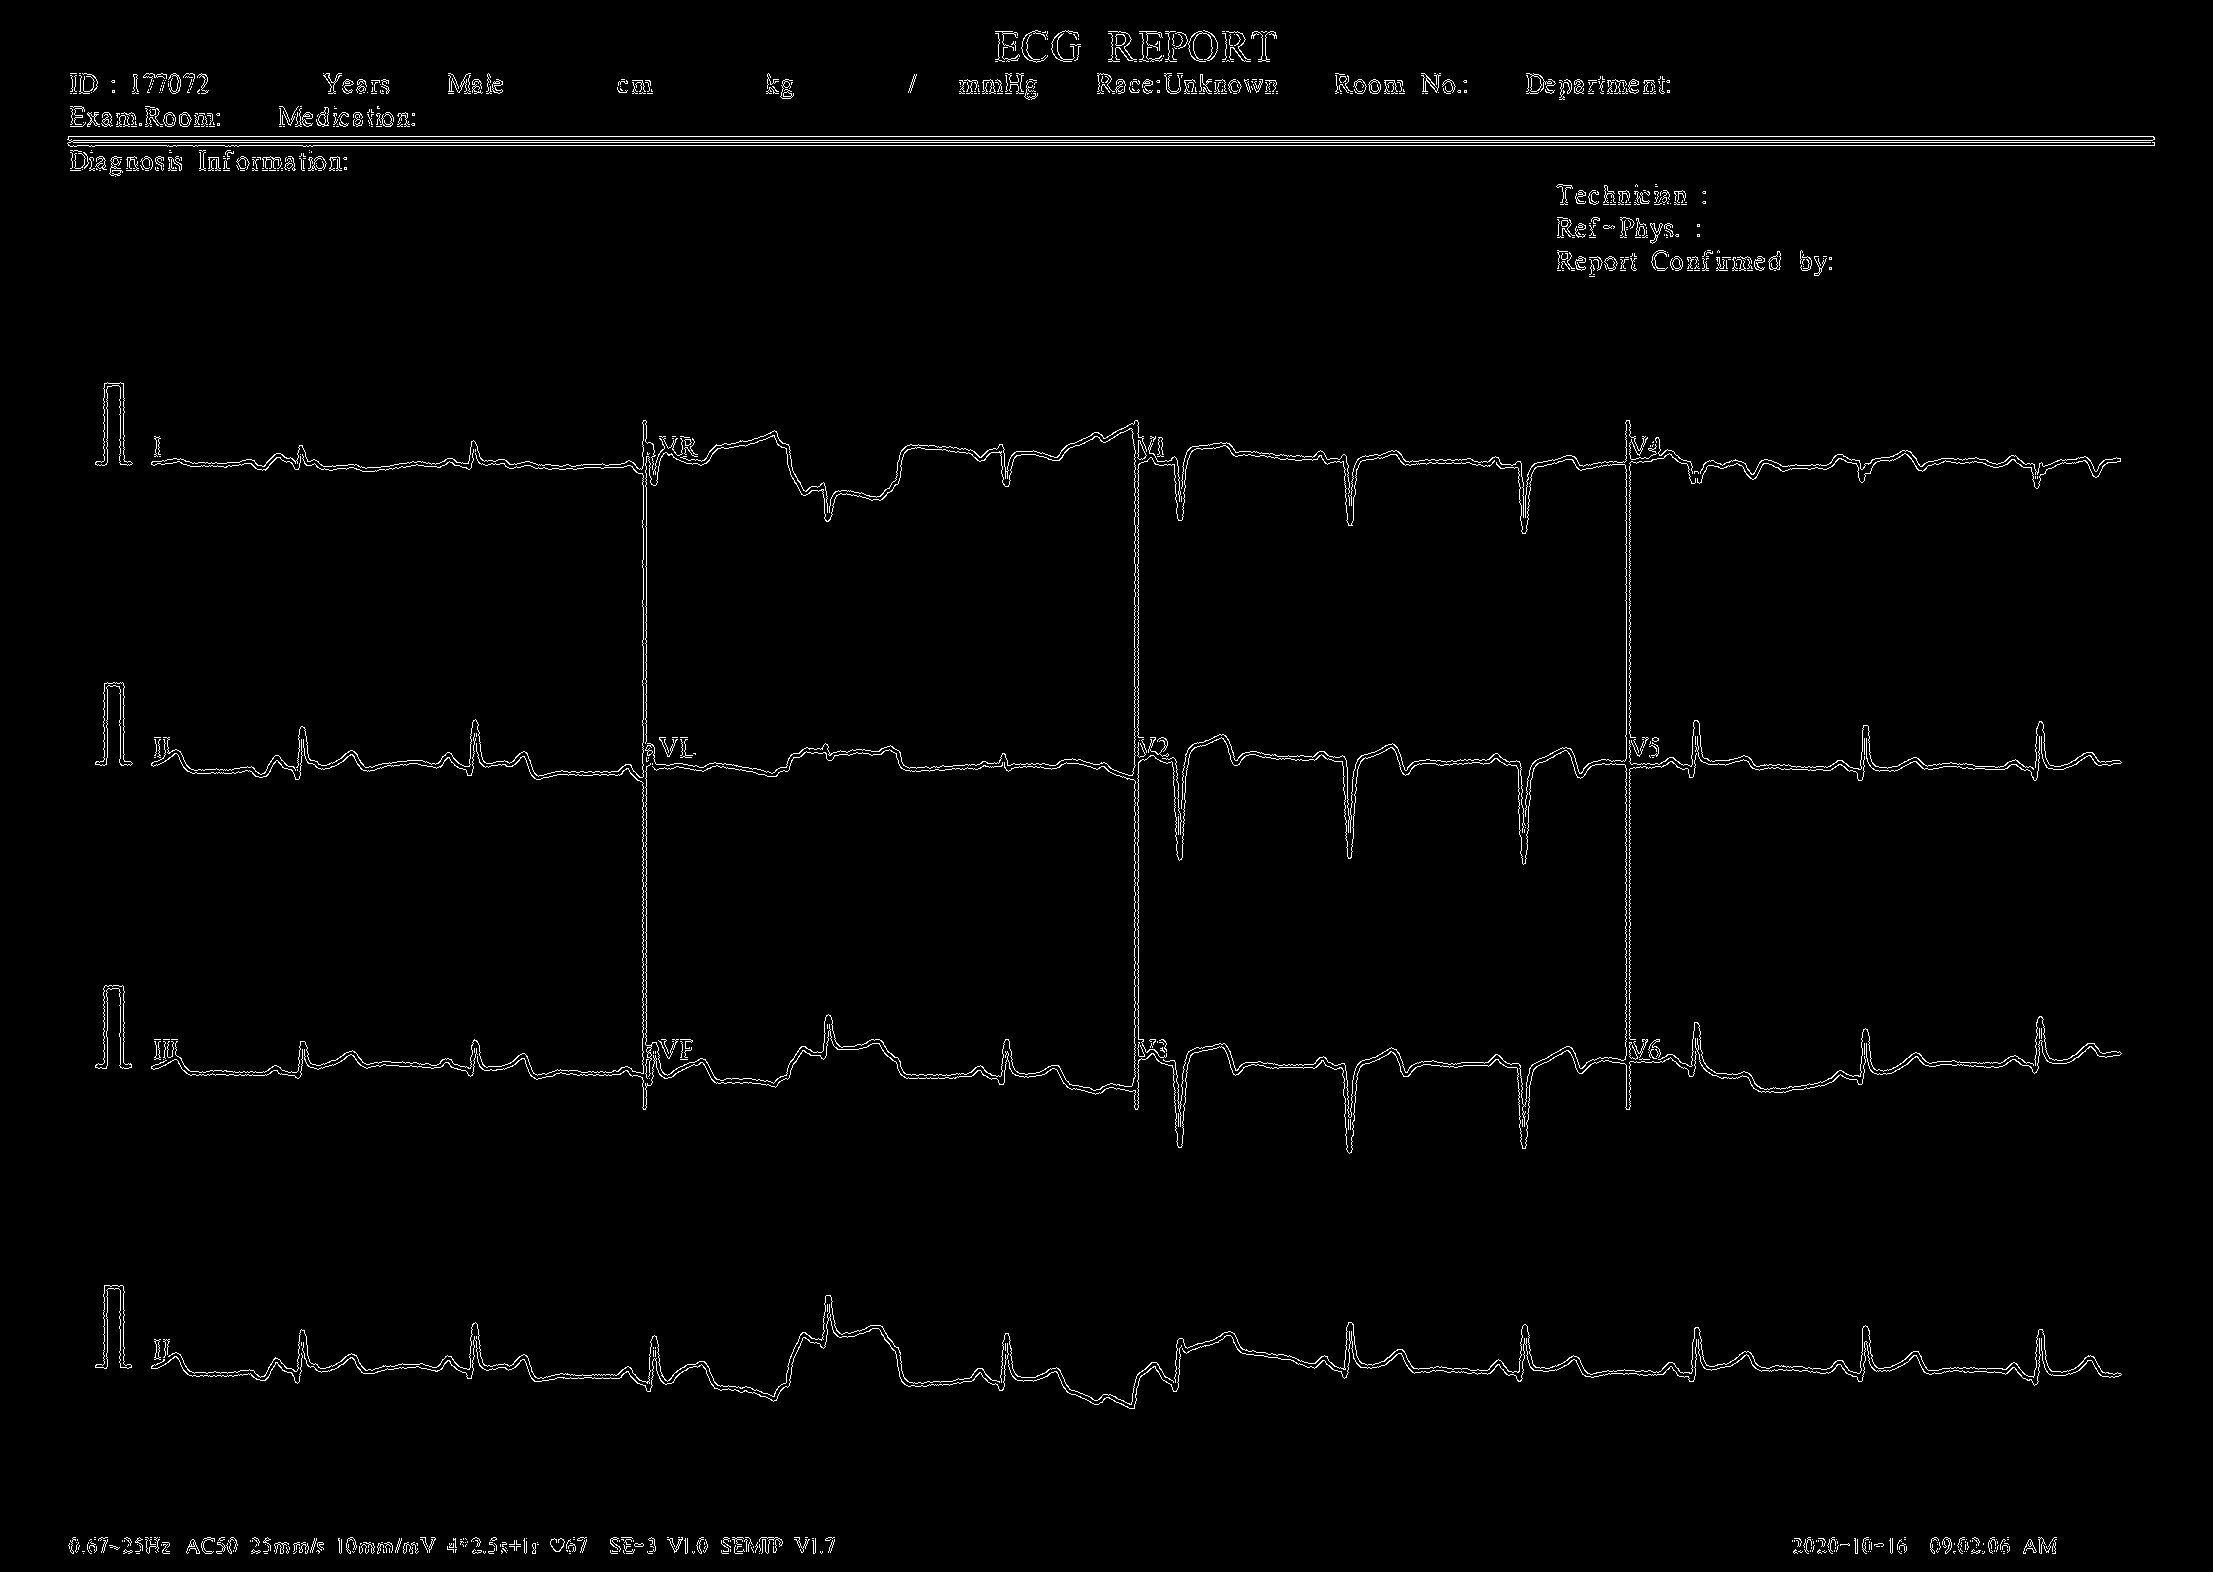 ECG REPORT
ID : 177072 Years Male cm kg / mmHg Race:Unknown Room No.: Department:
Exam.Room: Medication:
Diagnosis Information:
Technician :
Ref-Phys. :
Report Confirmed by:
I aVR V1 V4
II aVL V2 V5
III aVF V3 V6
II
0.67~25Hz AC50 25mm/s 10mm/mV 4*2.5s+1r ♡67 SE-3 V1.0 SEMIP V1.7 2020-10-16 09:02:06 AM